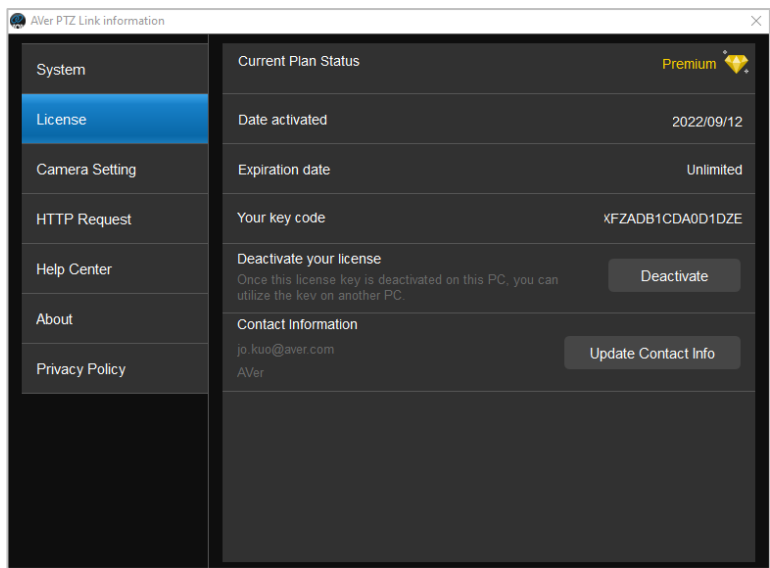 AVer PTZ Link information
System
License
Camera Setting
HTTP Request
Help Center
About
Privacy Policy
Current Plan Status
Premium
Date activated
2022/09/12
Expiration date
Unlimited
Your key code
XFZADB1CDA0D1DZE
Deactivate your license
Once this license key is deactivated on this PC, you can
utilize the key on another PC.
Deactivate
Contact Information
jo.kuo@aver.com
AVer
Update Contact Info